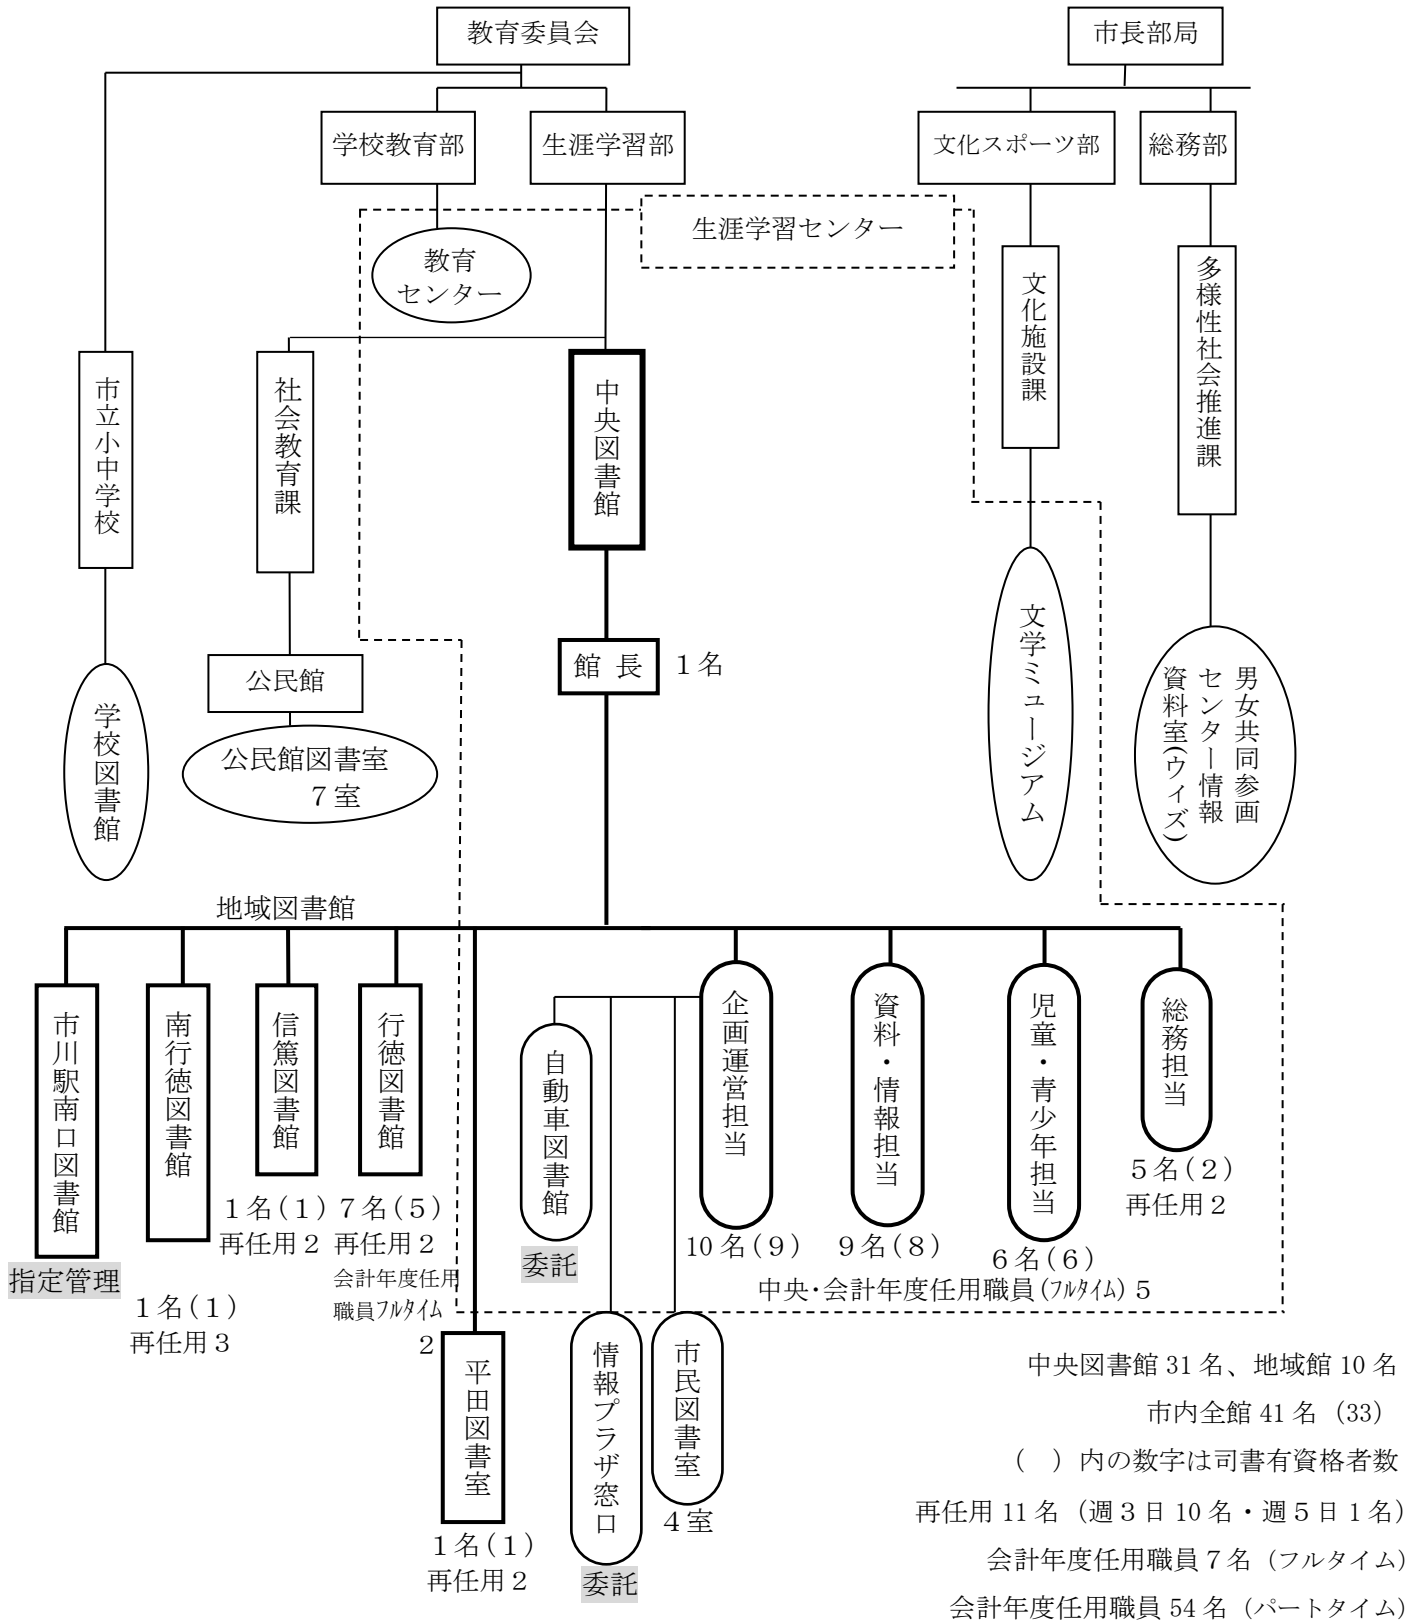 教育委員会
市長部局
学校教育部
生涯学習部
文化スポーツ部
総務部
生涯学習センター
教育
センター
文化施設課
多様性社会推進課
市立小中学校
社会教育課
中央図書館
館 長
1名
公民館
公民館図書室
7室
学校図書館
文学ミュージアム
男女共同参画
センター情報
資料室(ウィズ)
地域図書館
市川駅南口図書館
指定管理
南行徳図書館
1名(1)
再任用3
信篤図書館
1名(1)
再任用2
行徳図書館
7名(5)
再任用2
会計年度任用
職員フルタイム
2
平田図書室
1名(1)
再任用2
自動車図書館
委託
情報プラザ窓口
委託
市民図書室
4室
企画運営担当
10名(9)
資料・情報担当
9名(8)
児童・青少年担当
6名(6)
総務担当
5名(2)
再任用2
中央・会計年度任用職員(フルタイム) 5
中央図書館 31 名、地域館 10 名
市内全館 41 名（33）
（　）内の数字は司書有資格者数
再任用 11 名（週3日 10 名・週5日 1 名）
会計年度任用職員7名（フルタイム）
会計年度任用職員 54 名（パートタイム）